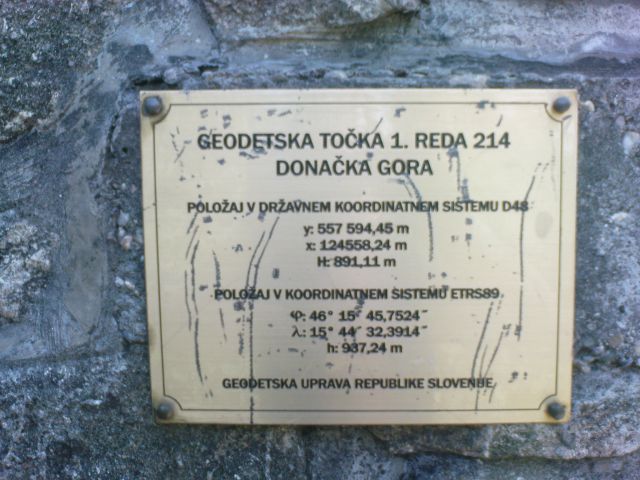 GEODETSKA TOČKA 1. REDA 214
DONAČKA GORA
POLOŽAJ V DRŽAVNEM KOORDINATNEM SISTEMU D48
y: 557 594,45 m
x: 124558,24 m
H: 891,11 m
POLOŽAJ V KOORDINATNEM SISTEMU ETRS89
φ: 46° 15´ 45,7524˝
λ: 15° 44´ 32,3914˝
h: 937,24 m
GEODETSKA UPRAVA REPUBLIKE SLOVENIJE